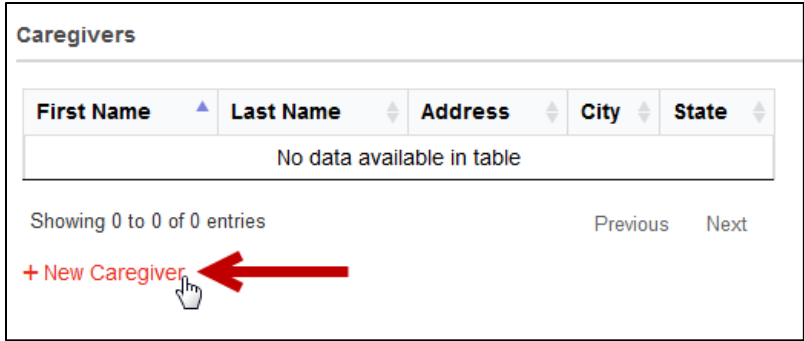 Caregivers
First Name Last Name Address City State
No data available in table
Showing 0 to 0 of 0 entries Previous Next
+ New Caregiver